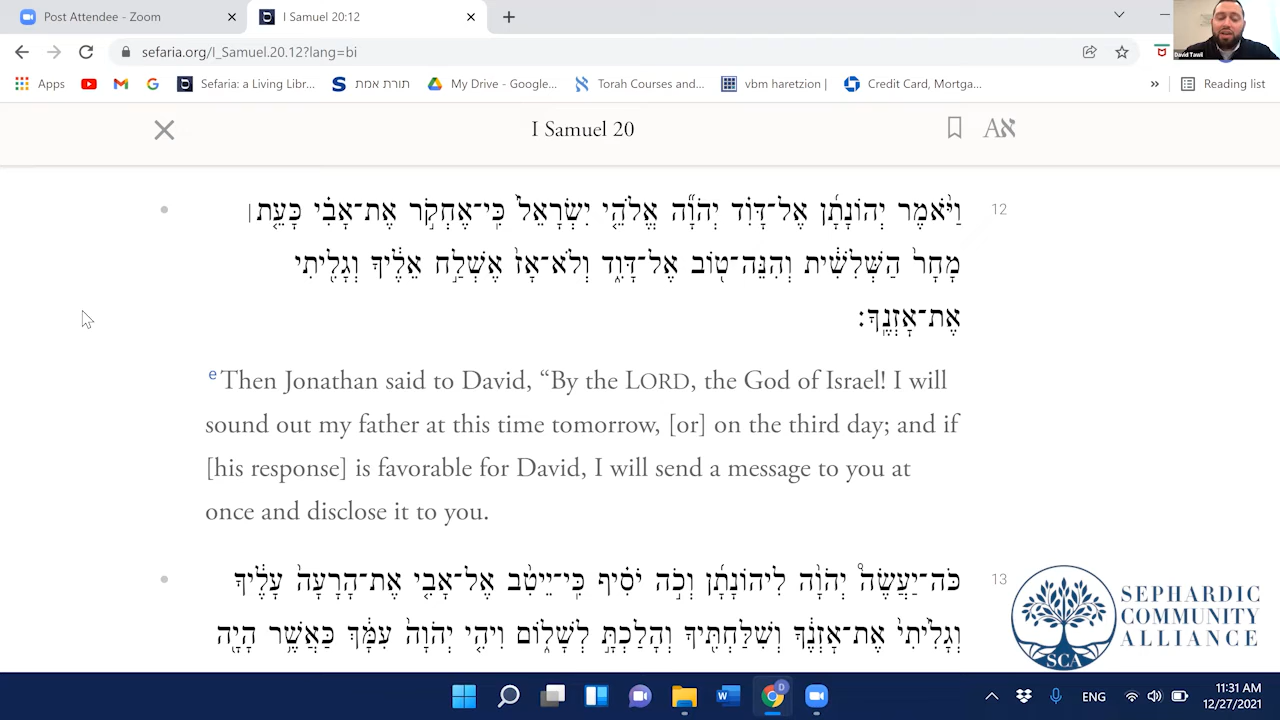 Post Attendee - Zoom
I Samuel 20:12
sefaria.org/I_Samuel.20.12?lang=bi
Apps
Sefaria: a Living Libr...
תורת אמת
My Drive - Google...
Torah Courses and...
vbm haretzion |
Credit Card, Mortga...
»
Reading list
David Tawil
I Samuel 20
Aא
12
וַיֹּ֨אמֶר יְהוֹנָתָ֜ן אֶל־דָּוִ֗ד יְהֹוָ֞ה אֱלֹהֵ֤י יִשְׂרָאֵל֙ כִּֽי־אֶחְקֹ֣ר אֶת־אָבִ֗י כָּעֵ֤ת ׀
מָחָר֙ הַשְּׁלִשִׁ֔ית וְהִנֵּה־ט֖וֹב אֶל־דָּוִ֑ד וְלֹא־אָז֙ אֶשְׁלַ֣ח אֵלֶ֔יךָ וְגָלִ֖יתִי
אֶת־אׇזְנֶֽךָ׃
e Then Jonathan said to David, “By the LORD, the God of Israel! I will
sound out my father at this time tomorrow, [or] on the third day; and if
[his response] is favorable for David, I will send a message to you at
once and disclose it to you.
13
כֹּה־יַעֲשֶׂה֩ יְהֹוָ֨ה לִיהוֹנָתָ֜ן וְכֹ֣ה יֹסִ֗יף כִּֽי־יֵיטִ֨ב אֶל־אָבִ֤י אֶת־הָרָעָה֙ עָלֶ֔יךָ
וְגָלִ֙יתִי֙ אֶת־אׇזְנֶ֔ךָ וְשִׁלַּחְתִּ֖יךָ וְהָלַכְתָּ֣ לְשָׁל֑וֹם וִיהִ֤י יְהֹוָה֙ עִמָּ֔ךְ כַּאֲשֶׁ֥ר הָיָ֖ה
SEPHARDIC
COMMUNITY
ALLIANCE
SCA
ENG
11:31 AM
12/27/2021